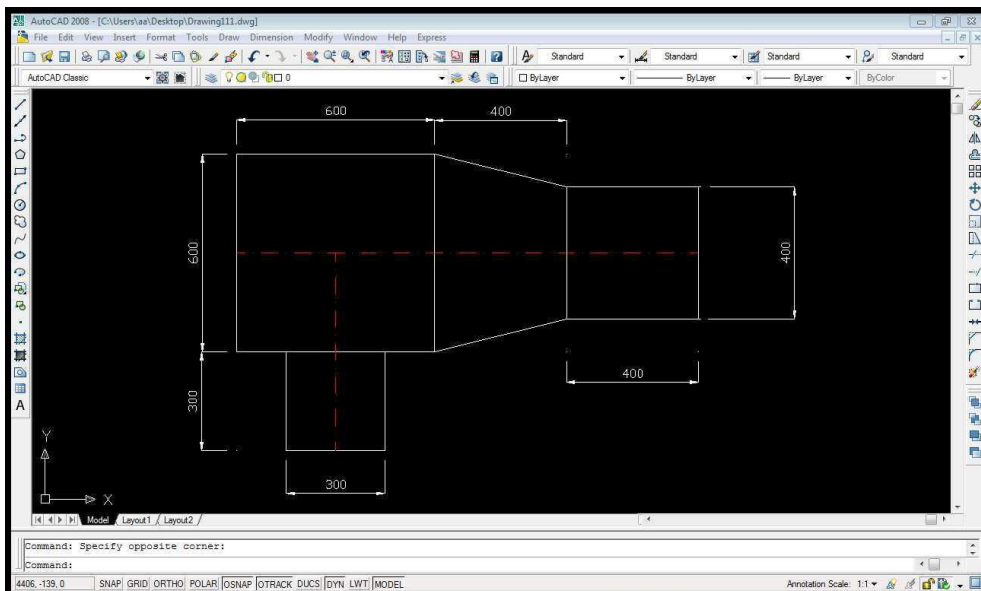 AutoCAD 2008 - [C:\Users\aa\Desktop\Drawing111.dwg]
File Edit View Insert Format Tools Draw Dimension Modify Window Help Express
Standard Standard Standard Standard
AutoCAD Classic 0 ByLayer ByLayer ByLayer ByColor
600 400
600
400
400
300
300
Y
X
A
Model Layout1 Layout2
Command: Specify opposite corner:
Command:
4406, -139, 0 SNAP GRID ORTHO POLAR OSNAP OTRACK DUCS DYN LWT MODEL Annotation Scale: 1:1